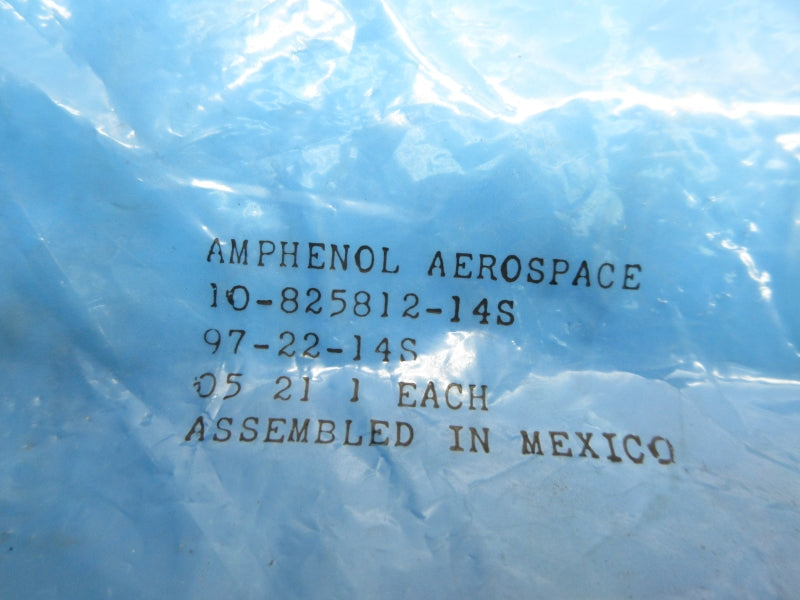 AMPHENOL AEROSPACE
10-825812-14S
97-22-14S
05 21 1 EACH
ASSEMBLED IN MEXICO